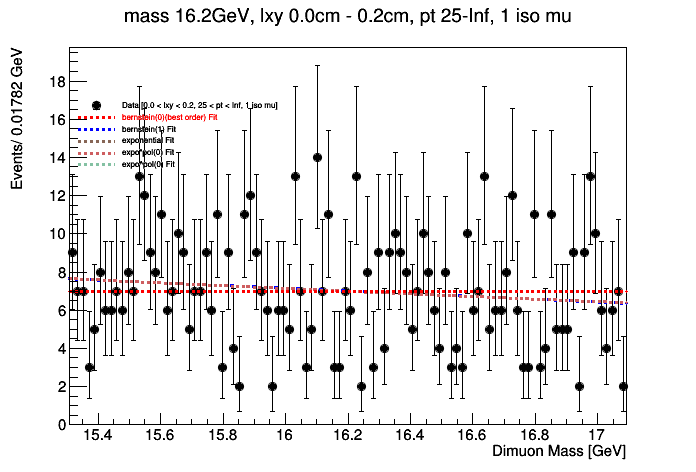 mass 16.2GeV, lxy 0.0cm - 0.2cm, pt 25-Inf, 1 iso mu
Events/ 0.01782 GeV
18
16
14
12
10
8
6
4
2
0
Data [0.0 < lxy < 0.2, 25 < pt < Inf, 1 iso mu]
bernstein(0)(best order) Fit
bernstein(1) Fit
exponential Fit
expo*pol(0) Fit
expo*pol(0) Fit
15.4 15.6 15.8 16 16.2 16.4 16.6 16.8 17
Dimuon Mass [GeV]